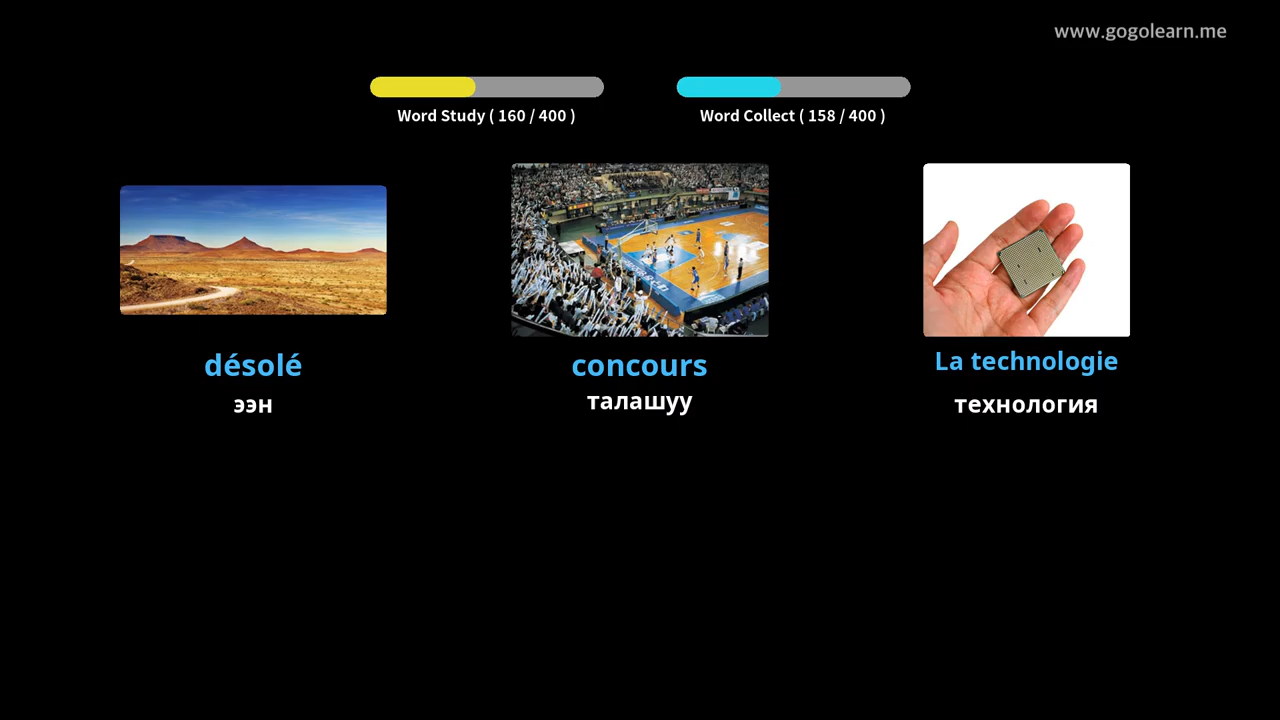 www.gogolearn.me
Word Study ( 160 / 400 )
Word Collect ( 158 / 400 )
désolé
ээн
concours
талашуу
La technologie
технология